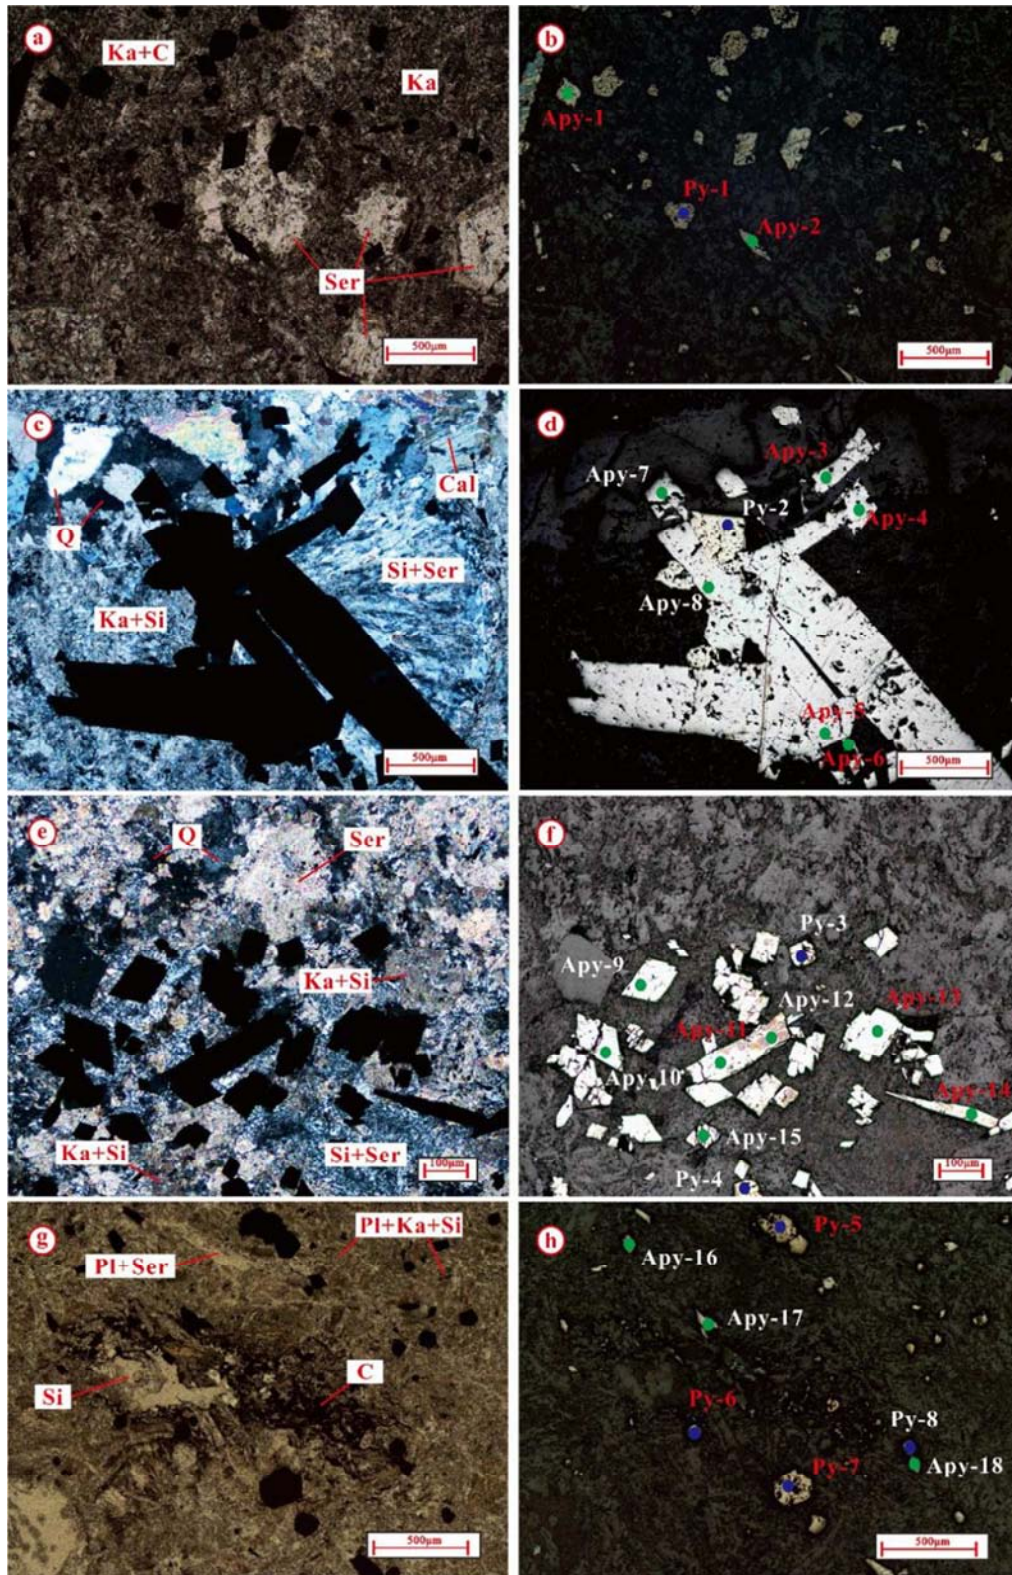 a
Ka+C
Ka
Ser
500μm
b
Apy-1
Py-1
Apy-2
500μm
c
Q
Cal
Si+Ser
Ka+Si
500μm
d
Apy-3
Apy-7
Py-2
Apy-4
Apy-8
Apy-5
Apy-6
500μm
e
Q
Ser
Ka+Si
Ka+Si
Si+Ser
100μm
f
Py-3
Apy-9
Apy-12
Apy-13
Apy-11
Apy-10
Apy-14
Apy-15
Py-4
100μm
g
Pl+Ka+Si
Pl+Ser
Si
C
500μm
h
Py-5
Apy-16
Apy-17
Py-6
Py-8
Apy-18
Py-7
500μm